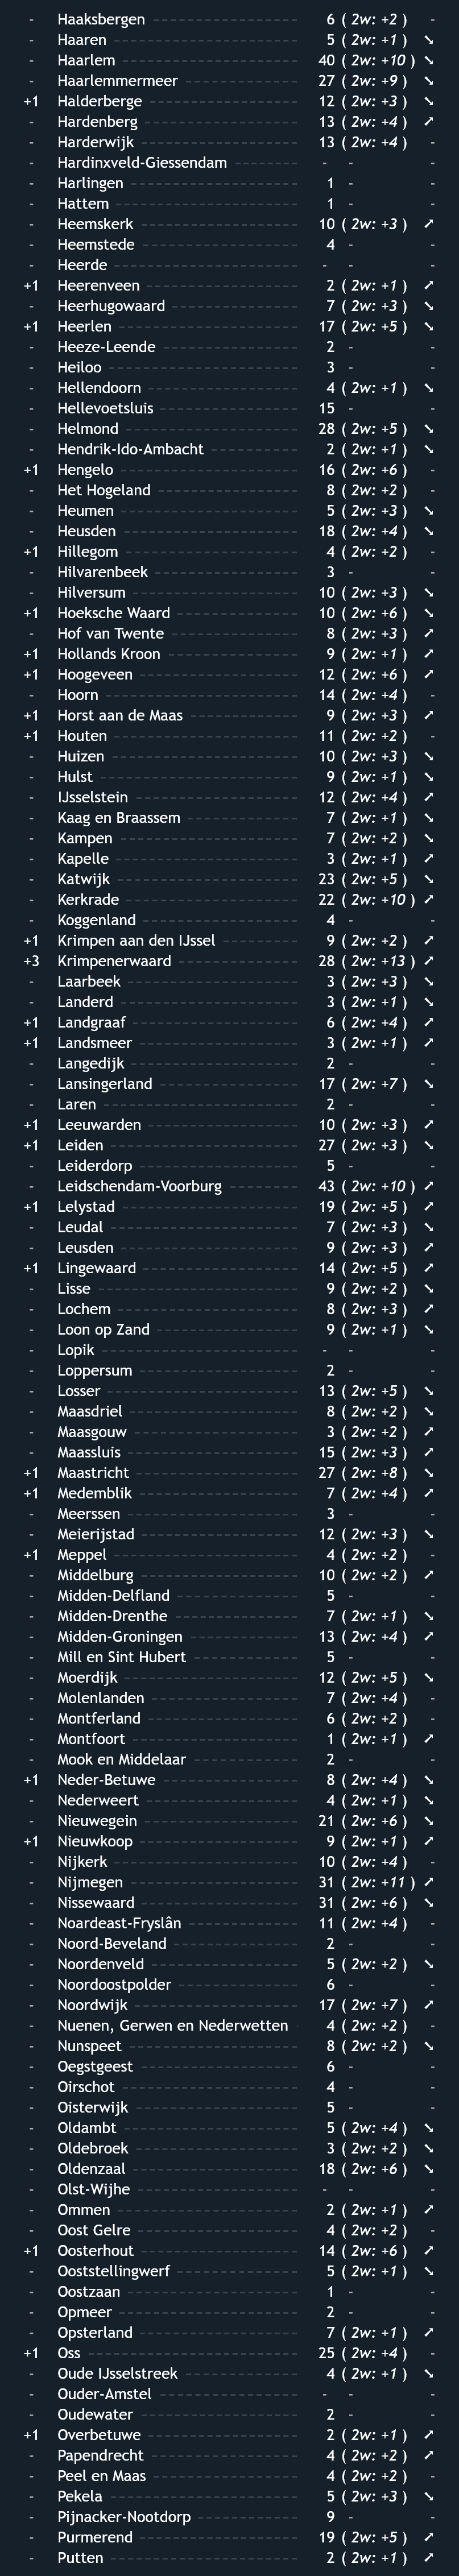 - Haaksbergen 6 ( 2w: +2 ) -
- Haaren 5 ( 2w: +1 ) ↘
- Haarlem 40 ( 2w: +10 ) ↘
- Haarlemmermeer 27 ( 2w: +9 ) ↘
+1 Halderberge 12 ( 2w: +3 ) ↘
- Hardenberg 13 ( 2w: +4 ) ↗
- Harderwijk 13 ( 2w: +4 ) -
- Hardinxveld-Giessendam - - -
- Harlingen 1 - -
- Hattem 1 - -
- Heemskerk 10 ( 2w: +3 ) ↗
- Heemstede 4 - -
- Heerde - - -
+1 Heerenveen 2 ( 2w: +1 ) ↗
- Heerhugowaard 7 ( 2w: +3 ) ↘
+1 Heerlen 17 ( 2w: +5 ) ↘
- Heeze-Leende 2 - -
- Heiloo 3 - -
- Hellendoorn 4 ( 2w: +1 ) ↘
- Hellevoetsluis 15 - -
- Helmond 28 ( 2w: +5 ) ↘
- Hendrik-Ido-Ambacht 2 ( 2w: +1 ) ↘
+1 Hengelo 16 ( 2w: +6 ) -
- Het Hogeland 8 ( 2w: +2 ) -
- Heumen 5 ( 2w: +3 ) ↘
- Heusden 18 ( 2w: +4 ) ↘
+1 Hillegom 4 ( 2w: +2 ) -
- Hilvarenbeek 3 - -
- Hilversum 10 ( 2w: +3 ) ↘
+1 Hoeksche Waard 10 ( 2w: +6 ) ↘
- Hof van Twente 8 ( 2w: +3 ) ↗
+1 Hollands Kroon 9 ( 2w: +1 ) ↗
+1 Hoogeveen 12 ( 2w: +6 ) ↗
- Hoorn 14 ( 2w: +4 ) -
+1 Horst aan de Maas 9 ( 2w: +3 ) ↗
+1 Houten 11 ( 2w: +2 ) -
- Huizen 10 ( 2w: +3 ) ↘
- Hulst 9 ( 2w: +1 ) ↘
- IJsselstein 12 ( 2w: +4 ) ↗
- Kaag en Braassem 7 ( 2w: +1 ) ↘
- Kampen 7 ( 2w: +2 ) ↘
- Kapelle 3 ( 2w: +1 ) ↗
- Katwijk 23 ( 2w: +5 ) ↘
- Kerkrade 22 ( 2w: +10 ) ↗
- Koggenland 4 - -
+1 Krimpen aan den IJssel 9 ( 2w: +2 ) ↗
+3 Krimpenerwaard 28 ( 2w: +13 ) ↗
- Laarbeek 3 ( 2w: +3 ) ↘
- Landerd 3 ( 2w: +1 ) ↘
+1 Landgraaf 6 ( 2w: +4 ) ↗
+1 Landsmeer 3 ( 2w: +1 ) ↗
- Langedijk 2 - -
- Lansingerland 17 ( 2w: +7 ) ↘
- Laren 2 - -
+1 Leeuwarden 10 ( 2w: +3 ) ↗
+1 Leiden 27 ( 2w: +3 ) ↘
- Leiderdorp 5 - -
- Leidschendam-Voorburg 43 ( 2w: +10 ) ↗
+1 Lelystad 19 ( 2w: +5 ) ↗
- Leudal 7 ( 2w: +3 ) ↘
- Leusden 9 ( 2w: +3 ) ↗
+1 Lingewaard 14 ( 2w: +5 ) ↗
- Lisse 9 ( 2w: +2 ) ↘
- Lochem 8 ( 2w: +3 ) ↗
- Loon op Zand 9 ( 2w: +1 ) ↘
- Lopik - - -
- Loppersum 2 - -
- Losser 13 ( 2w: +5 ) ↘
- Maasdriel 8 ( 2w: +2 ) ↘
- Maasgouw 3 ( 2w: +2 ) ↗
- Maassluis 15 ( 2w: +3 ) ↗
+1 Maastricht 27 ( 2w: +8 ) ↘
+1 Medemblik 7 ( 2w: +4 ) ↗
- Meerssen 3 - -
- Meierijstad 12 ( 2w: +3 ) ↘
+1 Meppel 4 ( 2w: +2 ) -
- Middelburg 10 ( 2w: +2 ) ↗
- Midden-Delfland 5 - -
- Midden-Drenthe 7 ( 2w: +1 ) ↘
- Midden-Groningen 13 ( 2w: +4 ) ↗
- Mill en Sint Hubert 5 - -
- Moerdijk 12 ( 2w: +5 ) ↘
- Molenlanden 7 ( 2w: +4 ) -
- Montferland 6 ( 2w: +2 ) -
- Montfoort 1 ( 2w: +1 ) ↗
- Mook en Middelaar 2 - -
+1 Neder-Betuwe 8 ( 2w: +4 ) ↘
- Nederweert 4 ( 2w: +1 ) ↘
- Nieuwegein 21 ( 2w: +6 ) ↘
+1 Nieuwkoop 9 ( 2w: +1 ) ↗
- Nijkerk 10 ( 2w: +4 ) -
- Nijmegen 31 ( 2w: +11 ) ↗
- Nissewaard 31 ( 2w: +6 ) ↘
- Noardeast-Fryslân 11 ( 2w: +4 ) -
- Noord-Beveland 2 - -
- Noordenveld 5 ( 2w: +2 ) ↘
- Noordoostpolder 6 - -
- Noordwijk 17 ( 2w: +7 ) ↗
- Nuenen, Gerwen en Nederwetten 4 ( 2w: +2 ) -
- Nunspeet 8 ( 2w: +2 ) ↘
- Oegstgeest 6 - -
- Oirschot 4 - -
- Oisterwijk 5 - -
- Oldambt 5 ( 2w: +4 ) ↘
- Oldebroek 3 ( 2w: +2 ) ↘
- Oldenzaal 18 ( 2w: +6 ) ↘
- Olst-Wijhe - - -
- Ommen 2 ( 2w: +1 ) ↗
- Oost Gelre 4 ( 2w: +2 ) -
+1 Oosterhout 14 ( 2w: +6 ) ↗
- Ooststellingwerf 5 ( 2w: +1 ) ↘
- Oostzaan 1 - -
- Opmeer 2 - -
- Opsterland 7 ( 2w: +1 ) ↗
+1 Oss 25 ( 2w: +4 ) -
- Oude IJsselstreek 4 ( 2w: +1 ) ↘
- Ouder-Amstel - - -
- Oudewater 2 - -
+1 Overbetuwe 2 ( 2w: +1 ) ↗
- Papendrecht 4 ( 2w: +2 ) ↗
- Peel en Maas 4 ( 2w: +2 ) -
- Pekela 5 ( 2w: +3 ) ↘
- Pijnacker-Nootdorp 9 - -
- Purmerend 19 ( 2w: +5 ) ↗
- Putten 2 ( 2w: +1 ) ↗